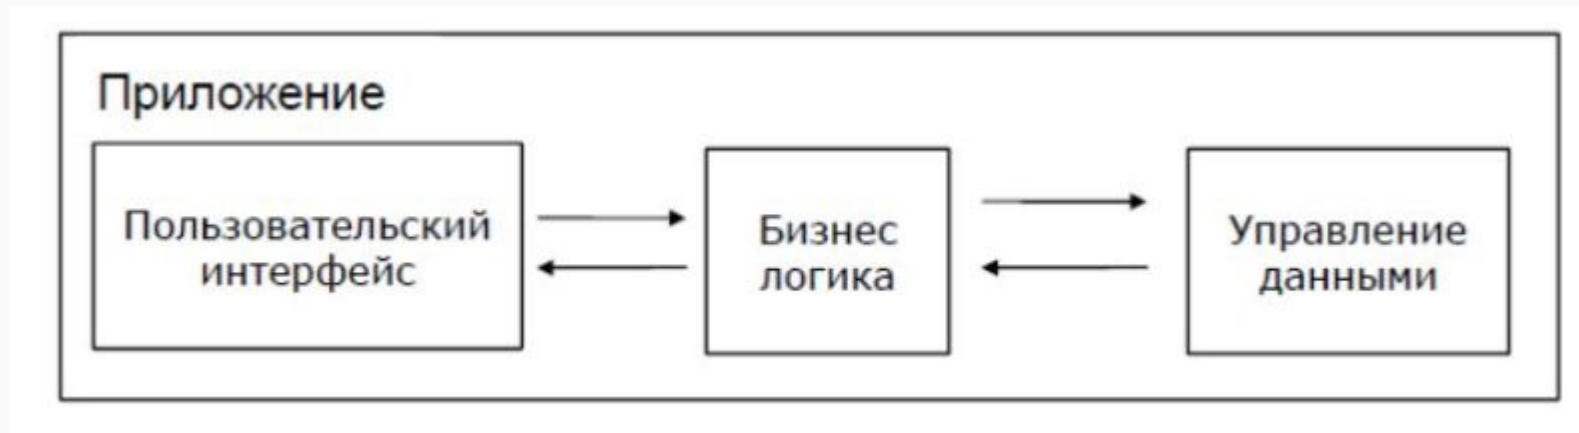 Приложение
Пользовательский
интерфейс
Бизнес
логика
Управление
данными